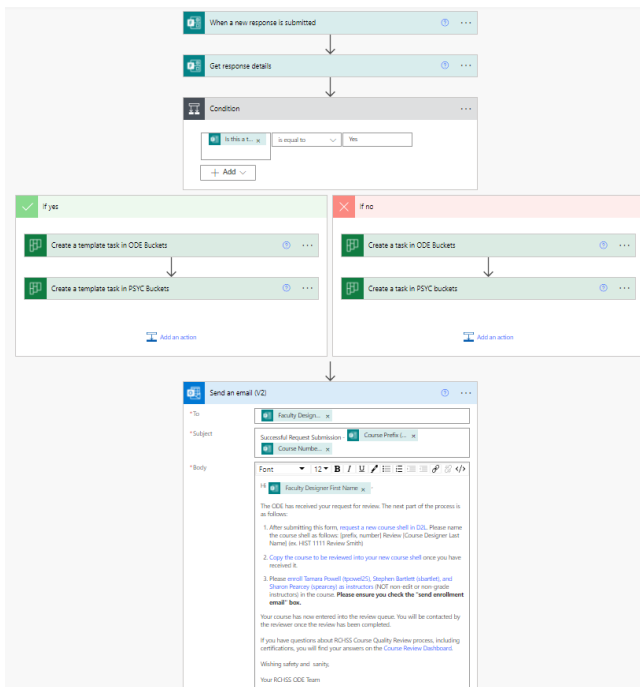 When a new response is submitted
Get response details
Condition
Is this a t... x
is equal to
Yes
+ Add
If yes
If no
Create a template task in ODE Buckets
Create a task in ODE Buckets
Create a template task in PSYC Buckets
Create a task in PSYC buckets
Add an action
Add an action
Send an email (V2)
*To
Faculty Design... x
*Subject
Successful Request Submission - Course Prefix (... x
Course Numbe... x
*Body
Font 12 B I U </>
Hi Faculty Designer First Name x
The ODE has received your request for review. The next part of the process is
as follows:
1. After submitting this form, request a new course shell in D2L. Please name
the course shell as follows: [prefix, number] Review [Course Designer Last
Name] (ex. HIST 1111 Review Smith)
2. Copy the course to be reviewed into your new course shell once you have
received it.
3. Please enroll Tamara Powell (tpowel25), Stephen Bartlett (sbartlet), and
Sharon Pearcey (spearcey) as instructors (NOT non-edit or non-grade
instructors) in the course. Please ensure you check the "send enrollment
email" box.
Your course has now entered into the review queue. You will be contacted by
the reviewer once the review has been completed.
If you have questions about RCHSS Course Quality Review process, including
certifications, you will find your answers on the Course Review Dashboard.
Wishing safety and sanity,
Your RCHSS ODE Team